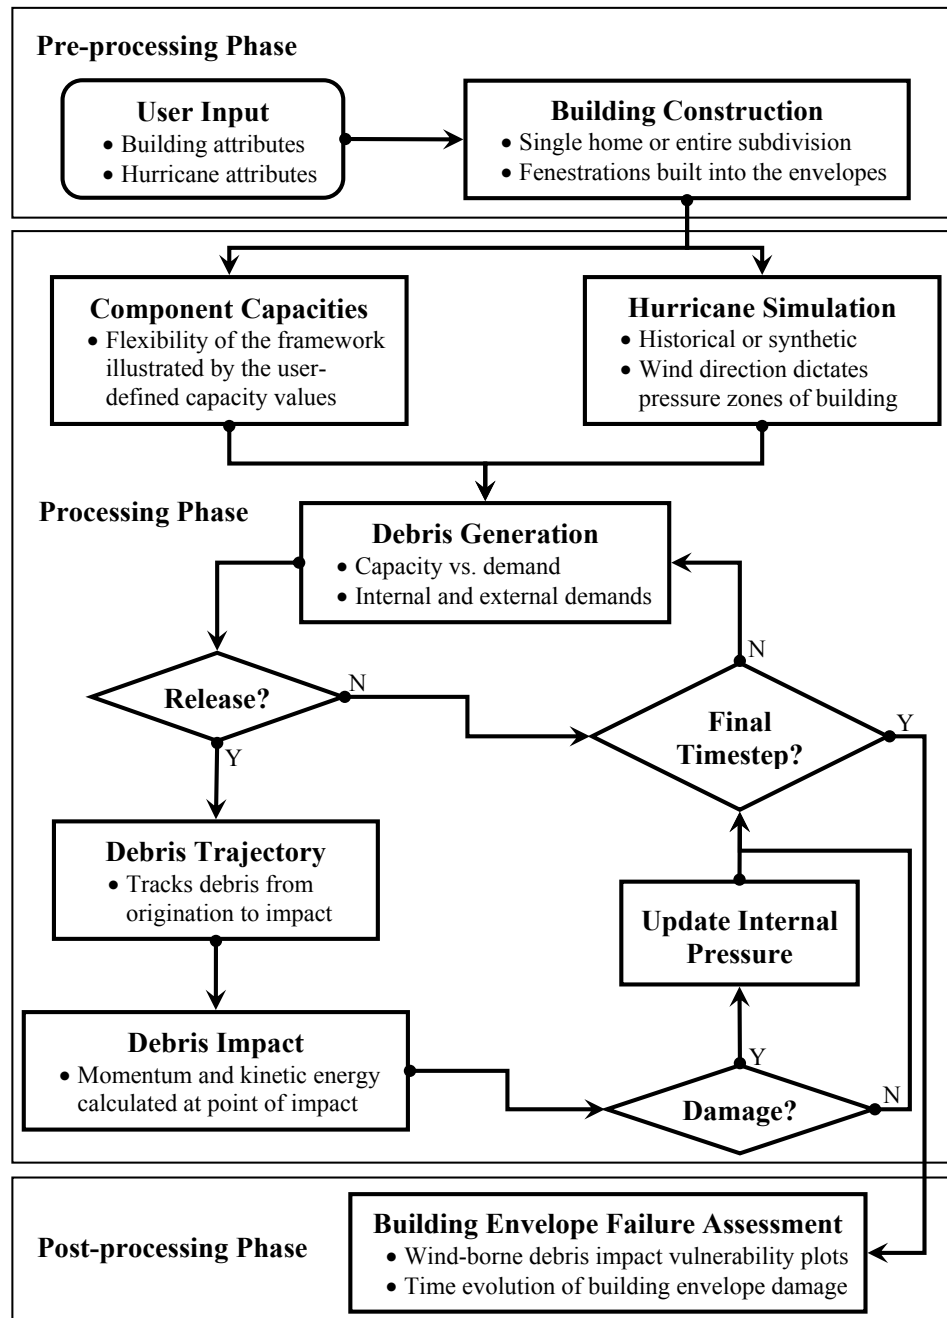 Pre-processing Phase
User Input
• Building attributes
• Hurricane attributes
Building Construction
• Single home or entire subdivision
• Fenestrations built into the envelopes
Component Capacities
• Flexibility of the framework
illustrated by the user-
defined capacity values
Hurricane Simulation
• Historical or synthetic
• Wind direction dictates
pressure zones of building
Processing Phase
Debris Generation
• Capacity vs. demand
• Internal and external demands
Release?
N
Y
Final
Timestep?
N
Y
Debris Trajectory
• Tracks debris from
origination to impact
Update Internal
Pressure
Debris Impact
• Momentum and kinetic energy
calculated at point of impact
Y
Damage?
N
Post-processing Phase
Building Envelope Failure Assessment
• Wind-borne debris impact vulnerability plots
• Time evolution of building envelope damage